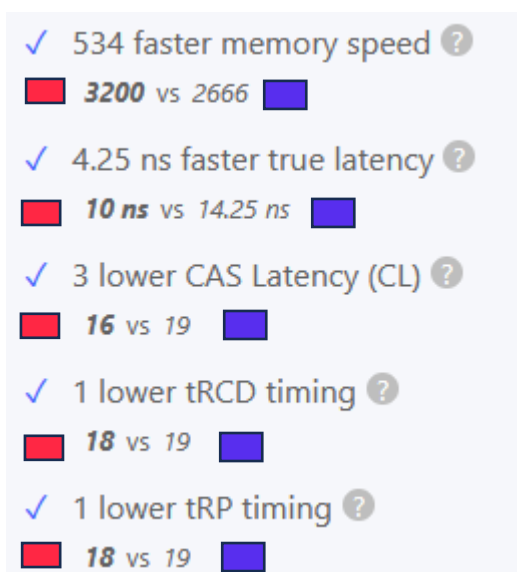 ✓ 534 faster memory speed ?
3200 vs 2666
✓ 4.25 ns faster true latency ?
10 ns vs 14.25 ns
✓ 3 lower CAS Latency (CL) ?
16 vs 19
✓ 1 lower tRCD timing ?
18 vs 19
✓ 1 lower tRP timing ?
18 vs 19